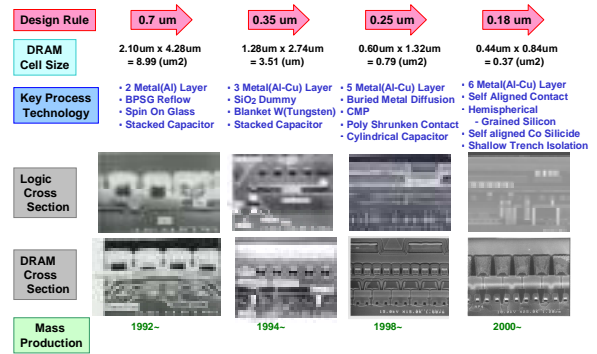 Design Rule
0.7 um
0.35 um
0.25 um
0.18 um
DRAM
Cell Size
2.10um x 4.28um
= 8.99 (um2)
1.28um x 2.74um
= 3.51 (um)
0.60um x 1.32um
= 0.79 (um2)
0.44um x 0.84um
= 0.37 (um2)
Key Process
Technology
• 2 Metal(Al) Layer
• BPSG Reflow
• Spin On Glass
• Stacked Capacitor
• 3 Metal(Al-Cu) Layer
• SiO2 Dummy
• Blanket W(Tungsten)
• Stacked Capacitor
• 5 Metal(Al-Cu) Layer
• Buried Metal Diffusion
• CMP
• Poly Shrunken Contact
• Cylindrical Capacitor
• 6 Metal(Al-Cu) Layer
• Self Aligned Contact
• Hemispherical
- Grained Silicon
• Self aligned Co Silicide
• Shallow Trench Isolation
Logic
Cross
Section
DRAM
Cross
Section
Mass
Production
1992~
1994~
1998~
2000~